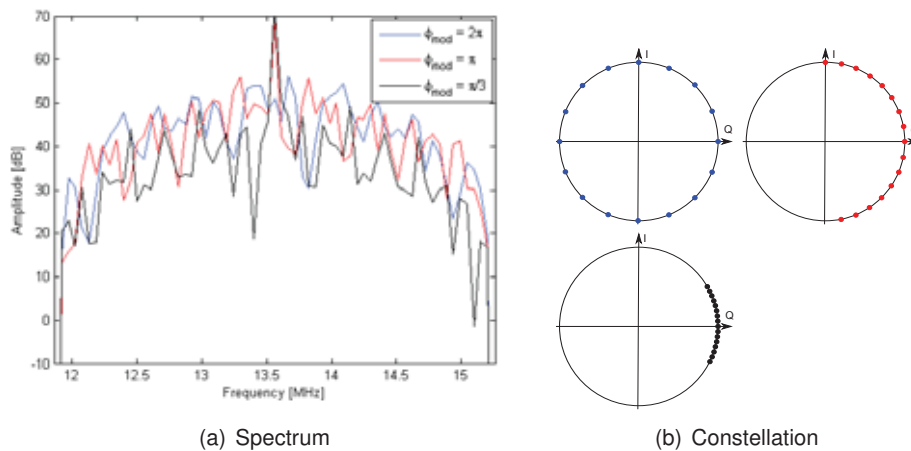 70
60
50
40
30
20
10
0
-10
Amplitude [dB]
ϕmod = 2π
ϕmod = π
ϕmod = π/3
12 12.5 13 13.5 14 14.5 15
Frequency [MHz]
(a) Spectrum
I
Q
I
I
Q
(b) Constellation